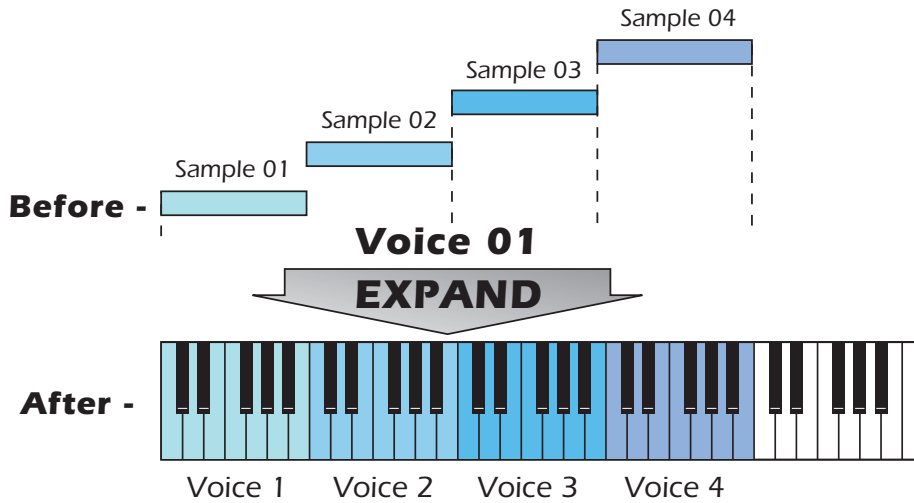 Sample 04
Sample 03
Sample 02
Sample 01
Before -
Voice 01
EXPAND
After -
Voice 1 Voice 2 Voice 3 Voice 4